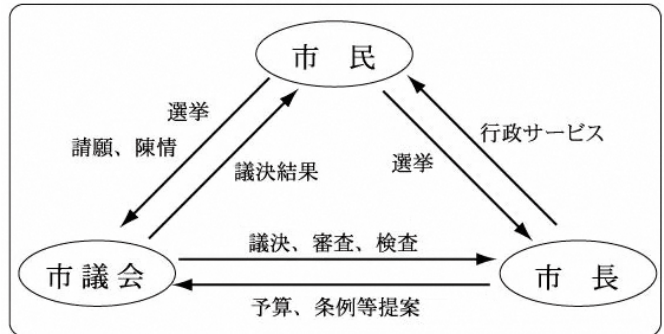 市　民
選挙
請願、陳情
議決結果
選挙
行政サービス
市議会
議決、審査、検査
予算、条例等提案
市　長